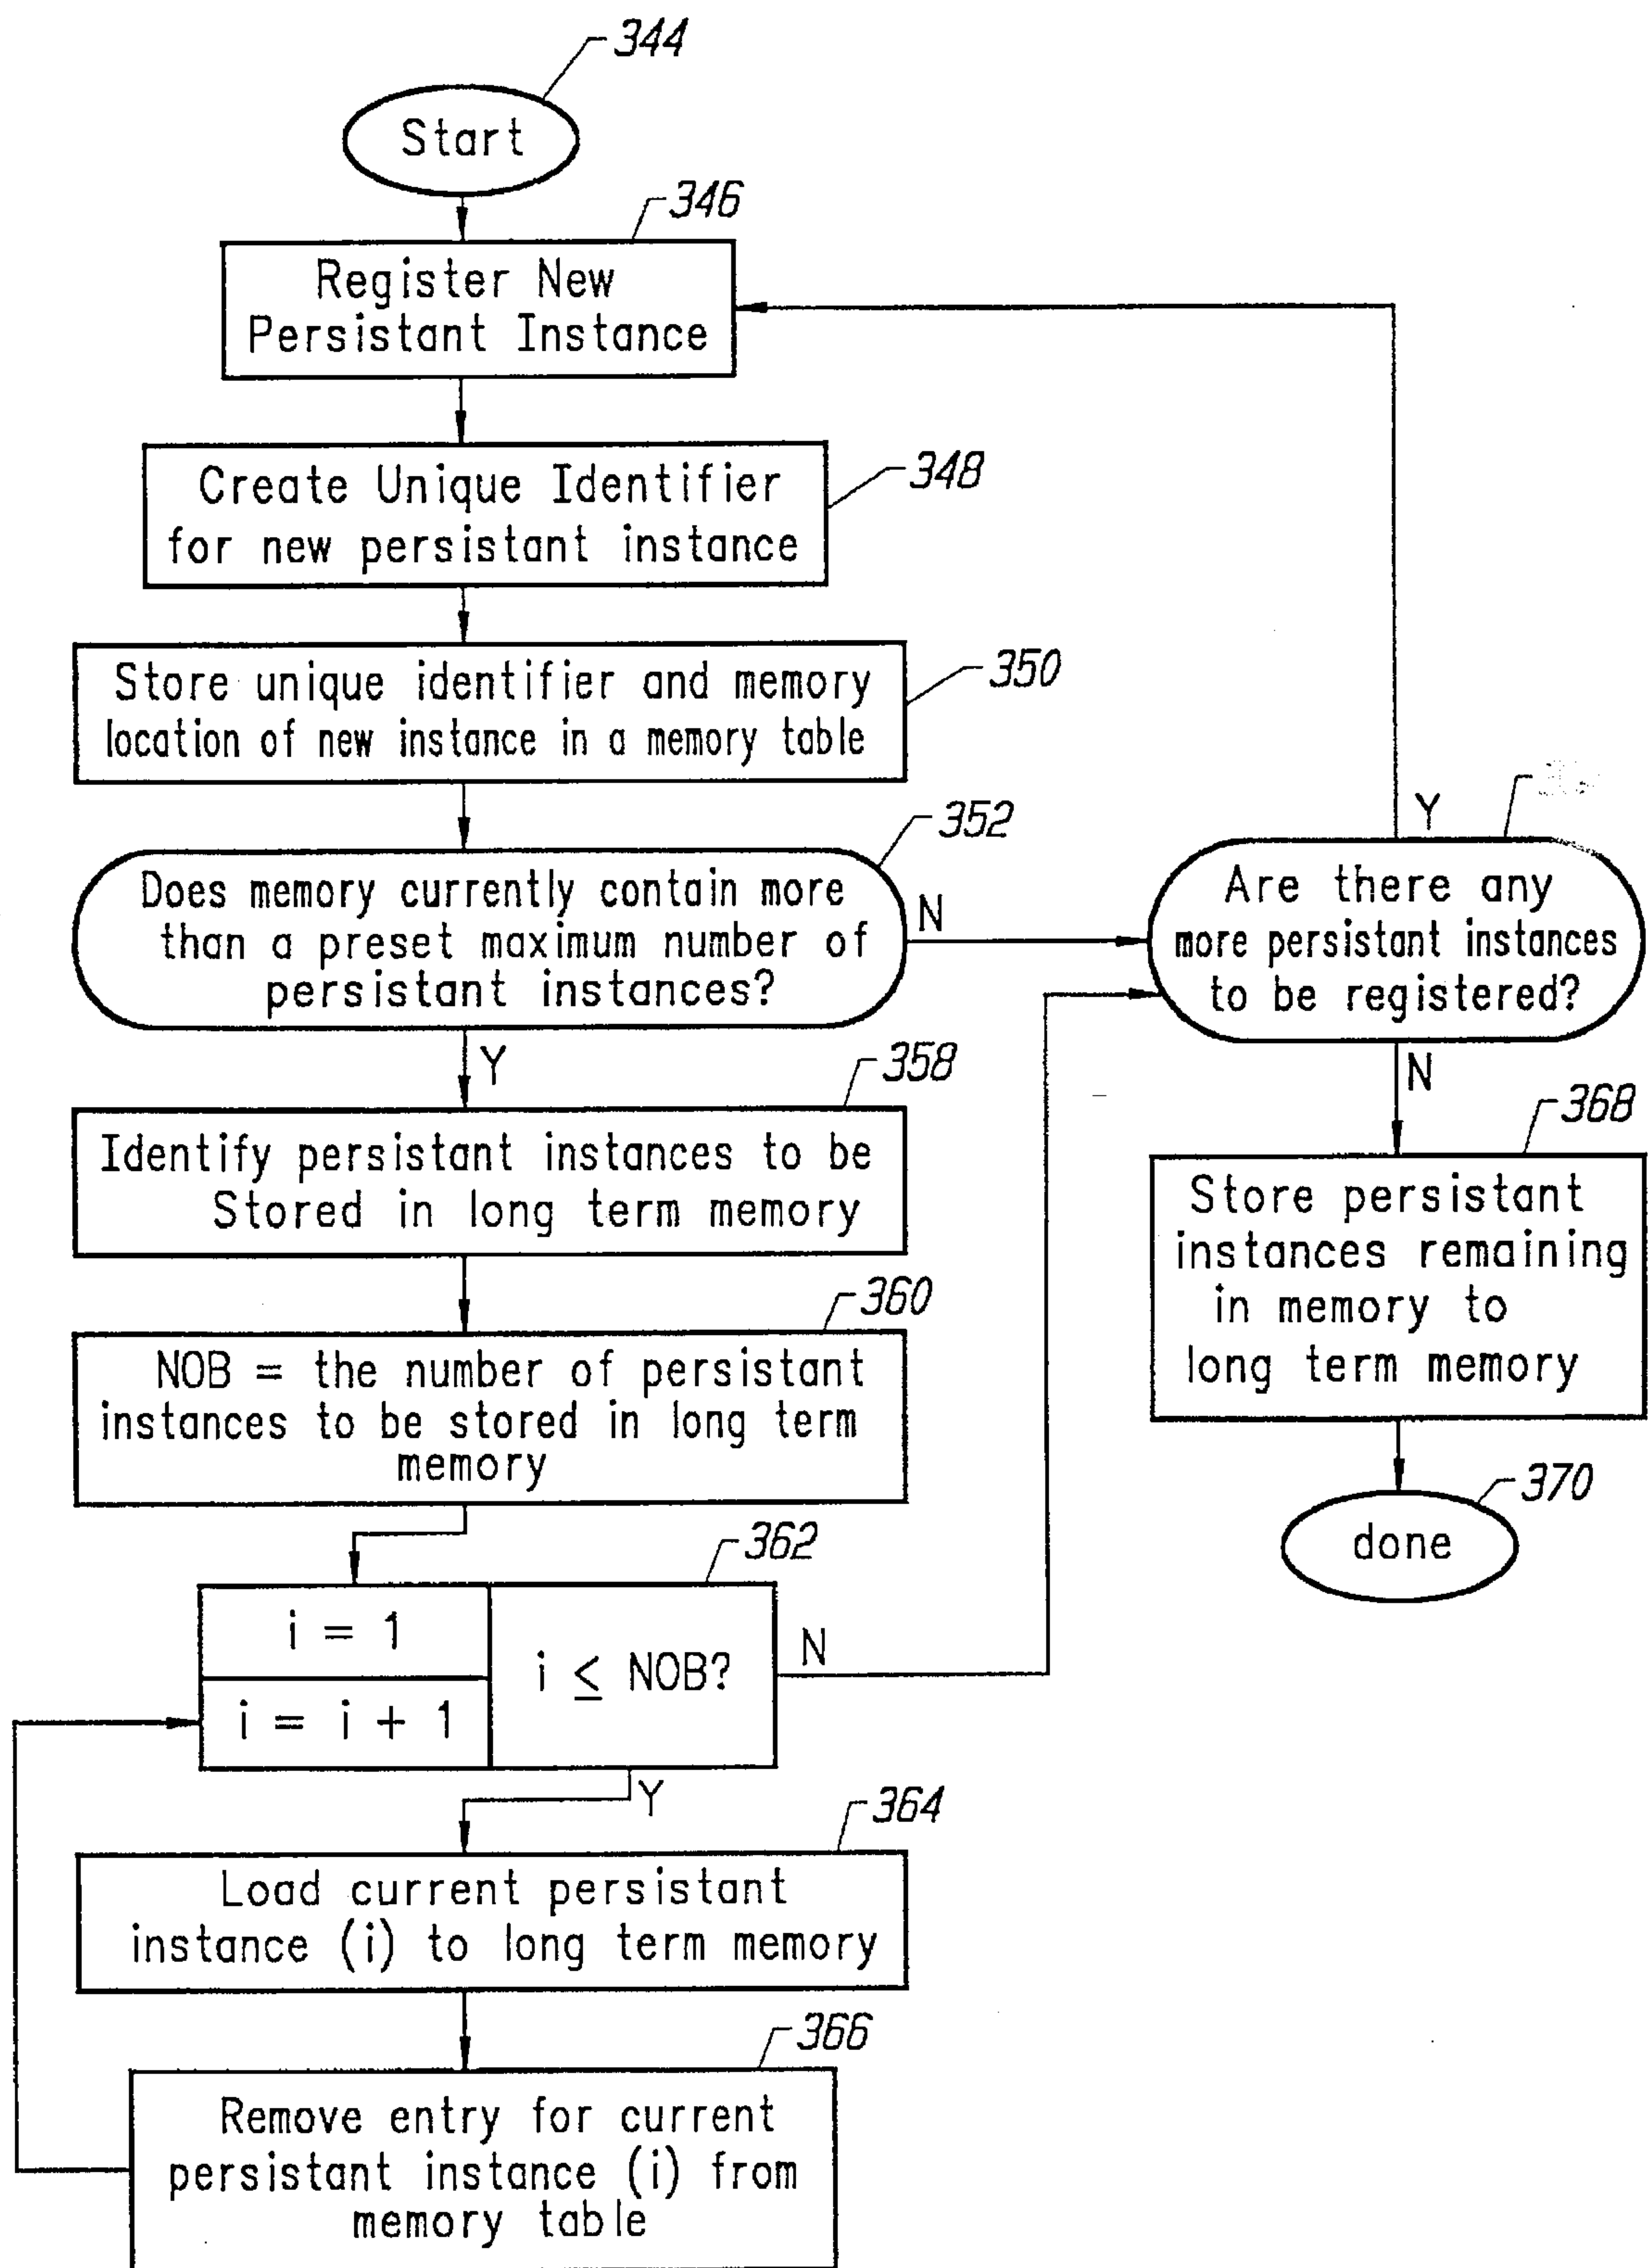 344
Start
346
Register New
Persistant Instance
348
Create Unique Identifier
for new persistant instance
350
Store unique identifier and memory
location of new instance in a memory table
352
Does memory currently contain more
than a preset maximum number of
persistant instances?
N
Y
Y
Are there any
more persistant instances
to be registered?
N
358
Identify persistant instances to be
Stored in long term memory
368
Store persistant
instances remaining
in memory to
long term memory
360
NOB = the number of persistant
instances to be stored in long term
memory
370
done
362
i = 1
i = i + 1
i ≤ NOB?
N
Y
364
Load current persistant
instance (i) to long term memory
366
Remove entry for current
persistant instance (i) from
memory table